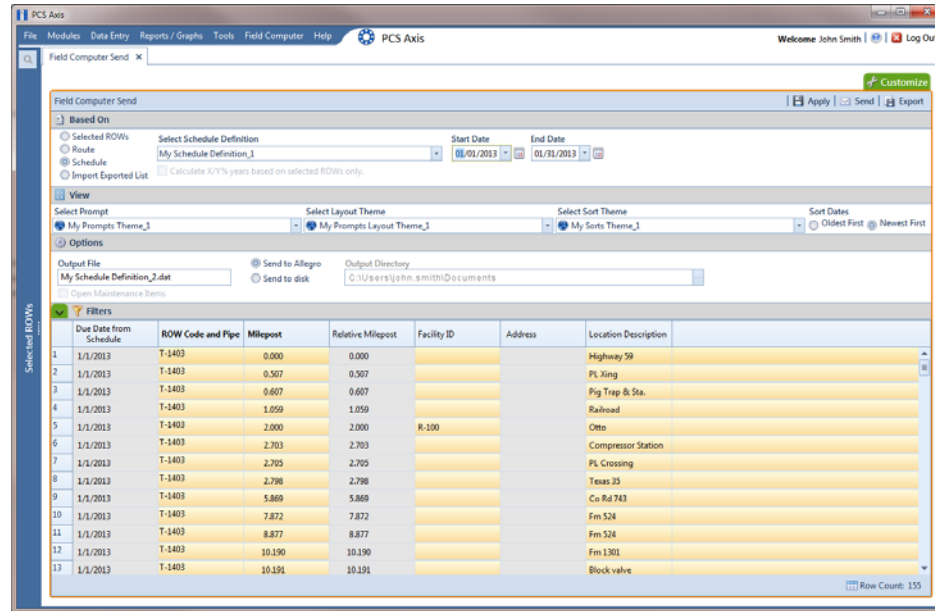 PCS Axis
File Modules Data Entry Reports / Graphs Tools Field Computer Help PCS Axis Welcome John Smith Log Ou
Field Computer Send X
Customize
Field Computer Send Apply Send Export
Based On
Selected ROWs Select Schedule Definition Start Date End Date
Route My Schedule Definition_1 01/01/2013 01/31/2013
Schedule Calculate X/Y% years based on selected ROWs only.
Import Exported List
View
Select Prompt Select Layout Theme Select Sort Theme Sort Dates
My Prompts Theme_1 My Prompts Layout Theme_1 My Sorts Theme_1 Oldest First Newest First
Options
Output File Send to Allegro Output Directory
My Schedule Definition_2.dat Send to disk C:\Users\john.smith\Documents
Open Maintenance Items
Selected ROWs
Filters
Due Date from Schedule ROW Code and Pipe Milepost Relative Milepost Facility ID Address Location Description
1 1/1/2013 T-1403 0.000 0.000 Highway 59
2 1/1/2013 T-1403 0.507 0.507 PL Xing
3 1/1/2013 T-1403 0.607 0.607 Pig Trap & Sta.
4 1/1/2013 T-1403 1.059 1.059 Railroad
5 1/1/2013 T-1403 2.000 2.000 R-100 Otto
6 1/1/2013 T-1403 2.703 2.703 Compressor Station
7 1/1/2013 T-1403 2.705 2.705 PL Crossing
8 1/1/2013 T-1403 2.798 2.798 Texas 35
9 1/1/2013 T-1403 5.869 5.869 Co Rd 743
10 1/1/2013 T-1403 7.872 7.872 Fm 524
11 1/1/2013 T-1403 8.877 8.877 Fm 524
12 1/1/2013 T-1403 10.190 10.190 Fm 1301
13 1/1/2013 T-1403 10.191 10.191 Block valve
Row Count: 155